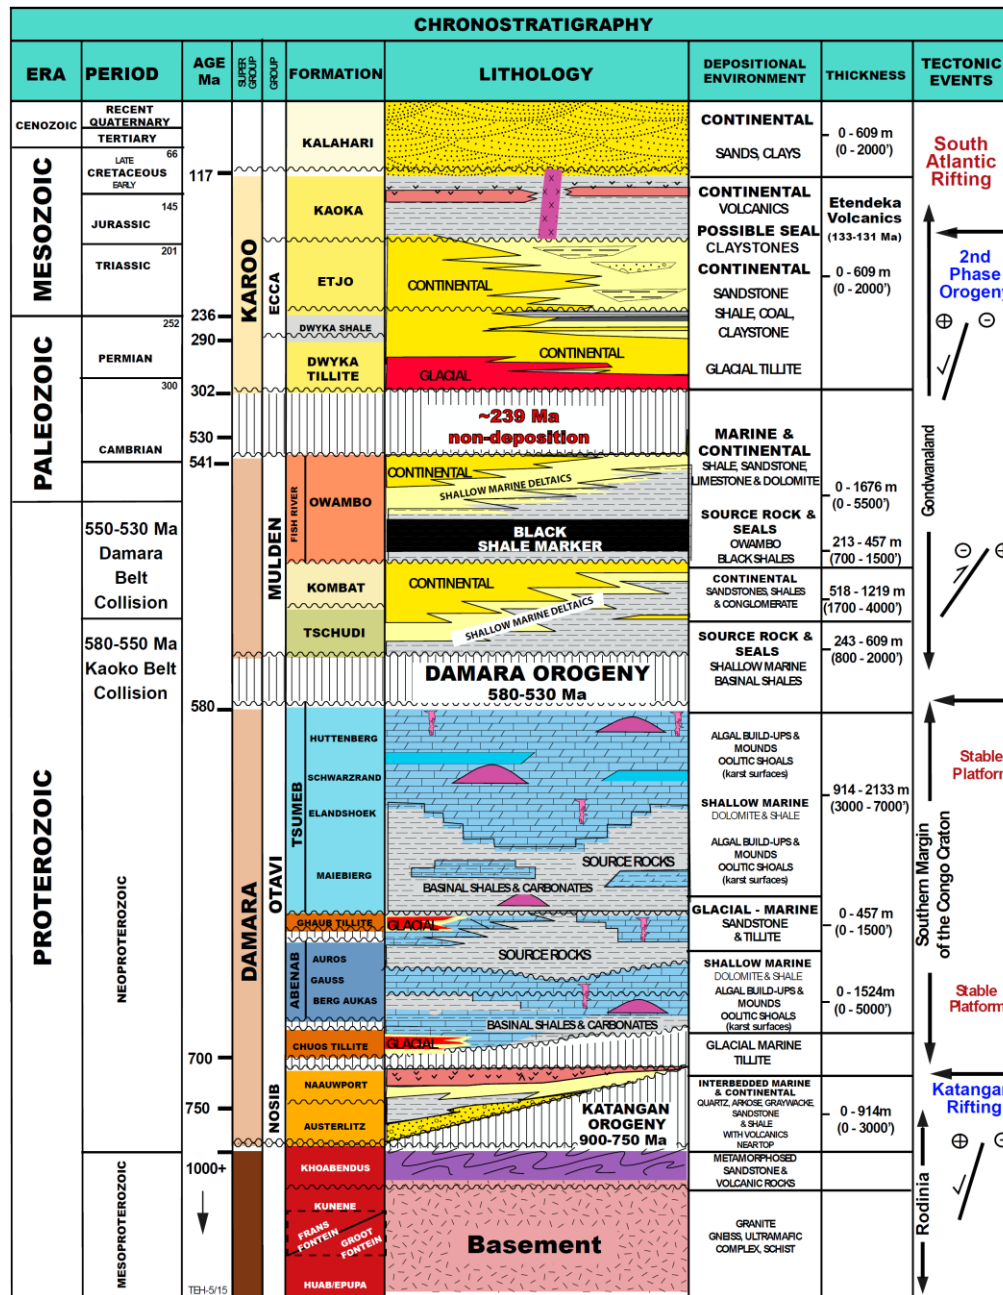 CHRONOSTRATIGRAPHY
ERA
PERIOD
AGE
Ma
SUPER
GROUP
GROUP
FORMATION
LITHOLOGY
DEPOSITIONAL
ENVIRONMENT
THICKNESS
TECTONIC
EVENTS
CENOZOIC
MESOZOIC
PALEOZOIC
PROTEROZOIC
RECENT
QUATERNARY
TERTIARY
66
LATE
CRETACEOUS
EARLY
145
JURASSIC
201
TRIASSIC
252
PERMIAN
300
CAMBRIAN
550-530 Ma
Damara
Belt
Collision
580-550 Ma
Kaoko Belt
Collision
NEOPROTEROZOIC
MESOPROTEROZOIC
117
236
290
302
530
541
580
700
750
1000+
TEH-5/15
KAROO
DAMARA
ECCA
MULDEN
OTAVI
NOSIB
KALAHARI
KAOKA
ETJO
DWYKA SHALE
DWYKA
TILLITE
FISH RIVER
OWAMBO
KOMBAT
TSCHUDI
TSUMEB
HUTTENBERG
SCHWARZRAND
ELANDSHOEK
MAIEBIERG
GHAUB TILLITE
ABENAB
AUROS
GAUSS
BERG AUKAS
CHUOS TILLITE
NAAUWPORT
AUSTERLITZ
KHOABENDUS
KUNENE
FRANS
FONTEIN
GROOT
FONTEIN
HUAB/EPUPA
CONTINENTAL
CONTINENTAL
GLACIAL
~239 Ma
non-deposition
CONTINENTAL
SHALLOW MARINE DELTAICS
BLACK
SHALE MARKER
CONTINENTAL
SHALLOW MARINE DELTAICS
DAMARA OROGENY
580-530 Ma
SOURCE ROCKS
BASINAL SHALES & CARBONATES
GLACIAL
SOURCE ROCKS
BASINAL SHALES & CARBONATES
GLACIAL
KATANGAN
OROGENY
900-750 Ma
Basement
CONTINENTAL
SANDS, CLAYS
CONTINENTAL
VOLCANICS
POSSIBLE SEAL
CLAYSTONES
CONTINENTAL
SANDSTONE
SHALE, COAL,
CLAYSTONE
GLACIAL TILLITE
MARINE &
CONTINENTAL
SHALE, SANDSTONE,
LIMESTONE & DOLOMITE
SOURCE ROCK &
SEALS
OWAMBO
BLACK SHALES
CONTINENTAL
SANDSTONES, SHALES
& CONGLOMERATE
SOURCE ROCK &
SEALS
SHALLOW MARINE
BASINAL SHALES
ALGAL BUILD-UPS &
MOUNDS
OOLITIC SHOALS
(karst surfaces)
SHALLOW MARINE
DOLOMITE & SHALE
ALGAL BUILD-UPS &
MOUNDS
OOLITIC SHOALS
(karst surfaces)
GLACIAL - MARINE
SANDSTONE
& TILLITE
SHALLOW MARINE
DOLOMITE & SHALE
ALGAL BUILD-UPS &
MOUNDS
OOLITIC SHOALS
(karst surfaces)
GLACIAL MARINE
TILLITE
INTERBEDDED MARINE
& CONTINENTAL
QUARTZ, ARKOSE, GRAYWACKE,
SANDSTONE
& SHALE
WITH VOLCANICS
NEAR TOP
METAMORPHOSED
SANDSTONE &
VOLCANIC ROCKS
GRANITE
GNEISS, ULTRAMAFIC
COMPLEX, SCHIST
0 - 609 m
(0 - 2000')
Etendeka
Volcanics
(133-131 Ma)
0 - 609 m
(0 - 2000')
0 - 1676 m
(0 - 5500')
213 - 457 m
(700 - 1500')
518 - 1219 m
(1700 - 4000')
243 - 609 m
(800 - 2000')
914 - 2133 m
(3000 - 7000')
0 - 457 m
(0 - 1500')
0 - 1524m
(0 - 5000')
0 - 914m
(0 - 3000')
South
Atlantic
Rifting
2nd
Phase
Orogeny
Gondwanaland
Stable
Platform
Southern Margin
of the Congo Craton
Stable
Platform
Katangan
Rifting
Rodinia